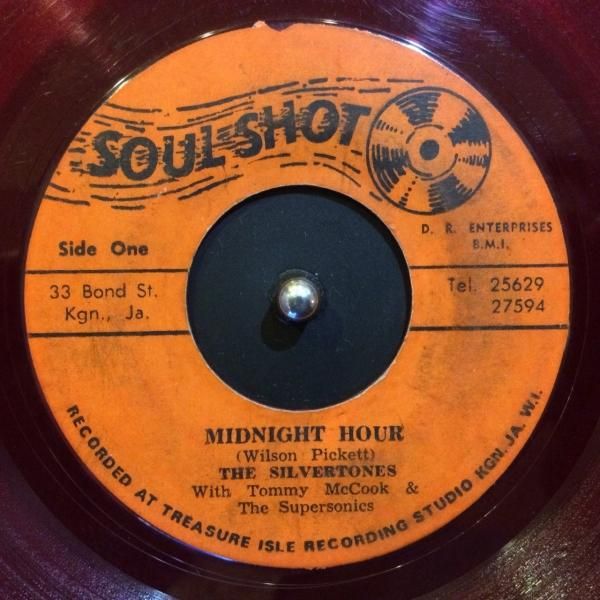 SOUL SHOT
D. R. ENTERPRISES
B.M.I.
Side One
33 Bond St.
Kgn., Ja.
Tel. 25629
27594
MIDNIGHT HOUR
(Wilson Pickett)
THE SILVERTONES
With Tommy McCook &
The Supersonics
RECORDED AT TREASURE ISLE RECORDING STUDIO KGN. JA. W.I.